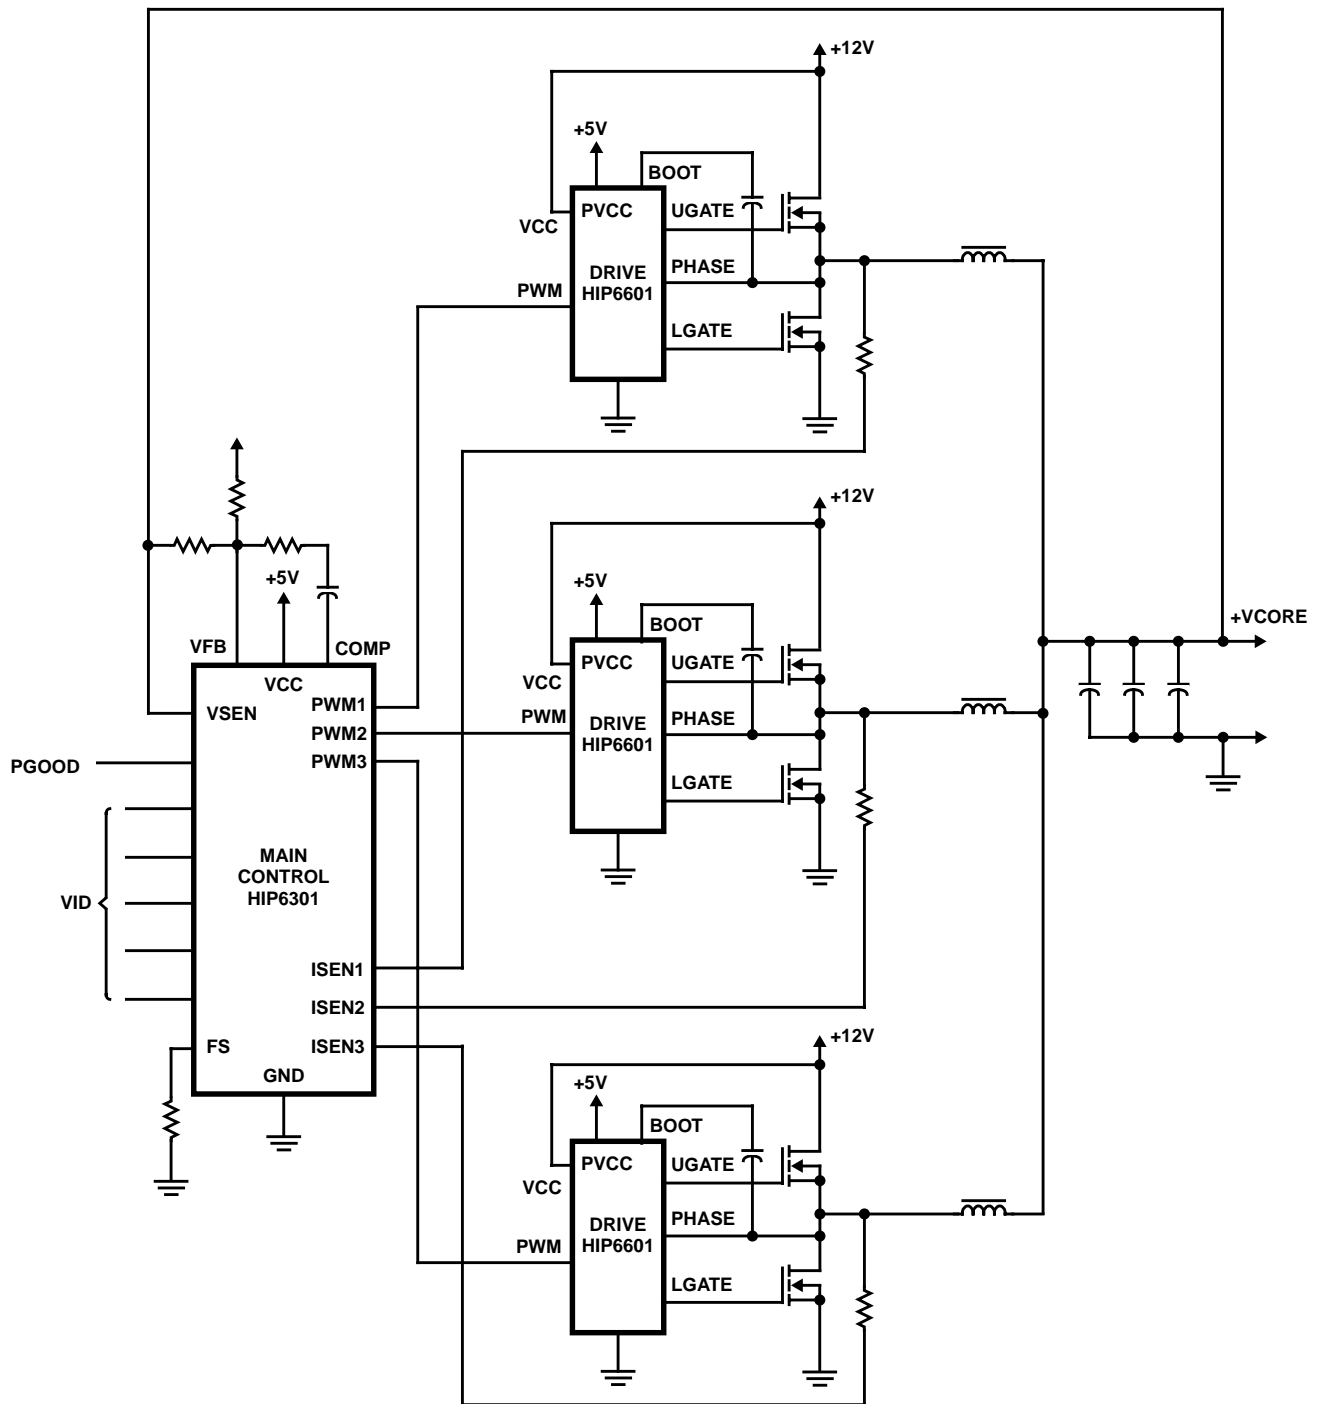 +12V
+5V
BOOT
PVCC
UGATE
VCC
DRIVE
HIP6601
PHASE
PWM
LGATE
+12V
+5V
BOOT
PVCC
UGATE
VCC
PWM
DRIVE
HIP6601
PHASE
LGATE
+5V
VFB
COMP
VCC
VSEN
PWM1
PWM2
PWM3
PGOOD
MAIN
CONTROL
HIP6301
VID
ISEN1
ISEN2
ISEN3
FS
GND
+VCORE
+12V
+5V
BOOT
PVCC
UGATE
VCC
DRIVE
HIP6601
PHASE
PWM
LGATE